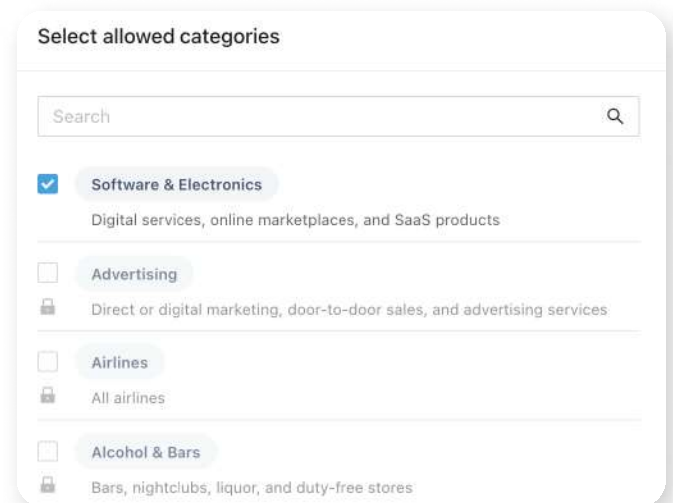 Select allowed categories
Search
Software & Electronics
Digital services, online marketplaces, and SaaS products
Advertising
Direct or digital marketing, door-to-door sales, and advertising services
Airlines
All airlines
Alcohol & Bars
Bars, nightclubs, liquor, and duty-free stores